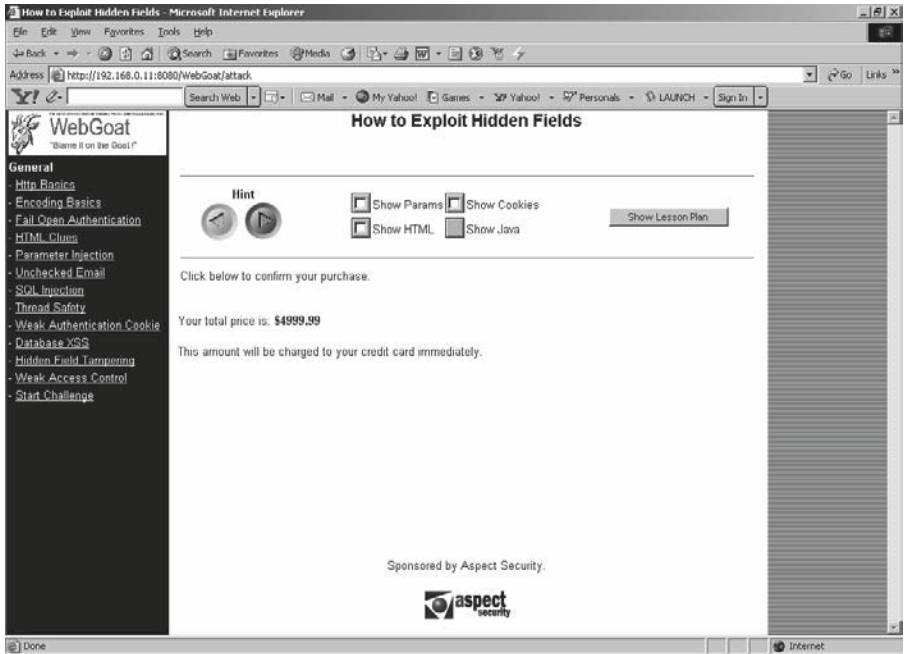 How to Exploit Hidden Fields - Microsoft Internet Explorer
File Edit View Favorites Tools Help
Back Search Favorites Media
Address http://192.168.0.11:8080/WebGoat/attack Go Links »
Y! Search Web Mail My Yahoo! Games Yahoo! Personals LAUNCH Sign In
WebGoat
"Blame it on the Goat!"
How to Exploit Hidden Fields
General
- Http Basics
- Encoding Basics
- Fail Open Authentication
- HTML Clues
- Parameter Injection
- Unchecked Email
- SQL Injection
- Thread Safety
- Weak Authentication Cookie
- Database XSS
- Hidden Field Tampering
- Weak Access Control
- Start Challenge
Hint
Show Params Show Cookies
Show HTML Show Java
Show Lesson Plan
Click below to confirm your purchase.
Your total price is: $4999.99
This amount will be charged to your credit card immediately.
Sponsored by Aspect Security.
aspect
security
Done Internet